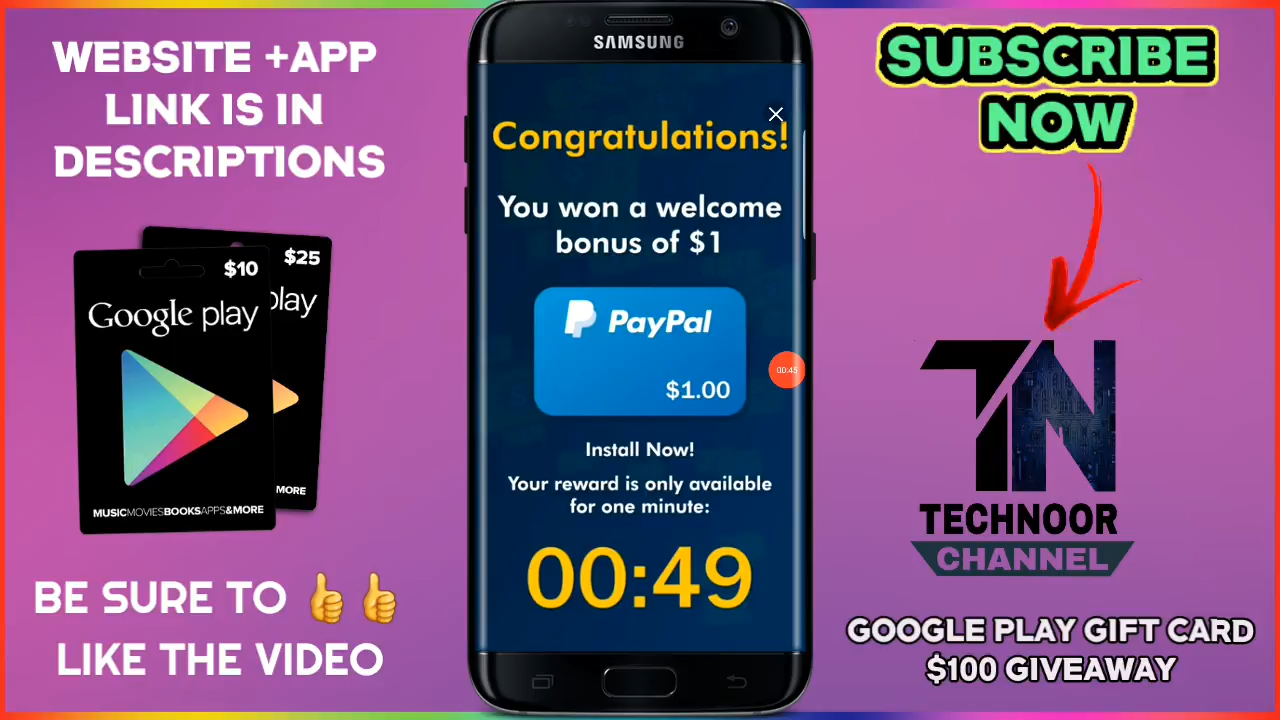 WEBSITE +APP
LINK IS IN
DESCRIPTIONS
$25
$10
Google play
play
MORE
MUSICMOVIESBOOKSAPPS&MORE
BE SURE TO 👍 👍
LIKE THE VIDEO
SAMSUNG
Congratulations!
You won a welcome
bonus of $1
PayPal
$1.00
00:45
Install Now!
Your reward is only available
for one minute:
00:49
SUBSCRIBE
NOW
TN
TECHNOOR
CHANNEL
GOOGLE PLAY GIFT CARD
$100 GIVEAWAY